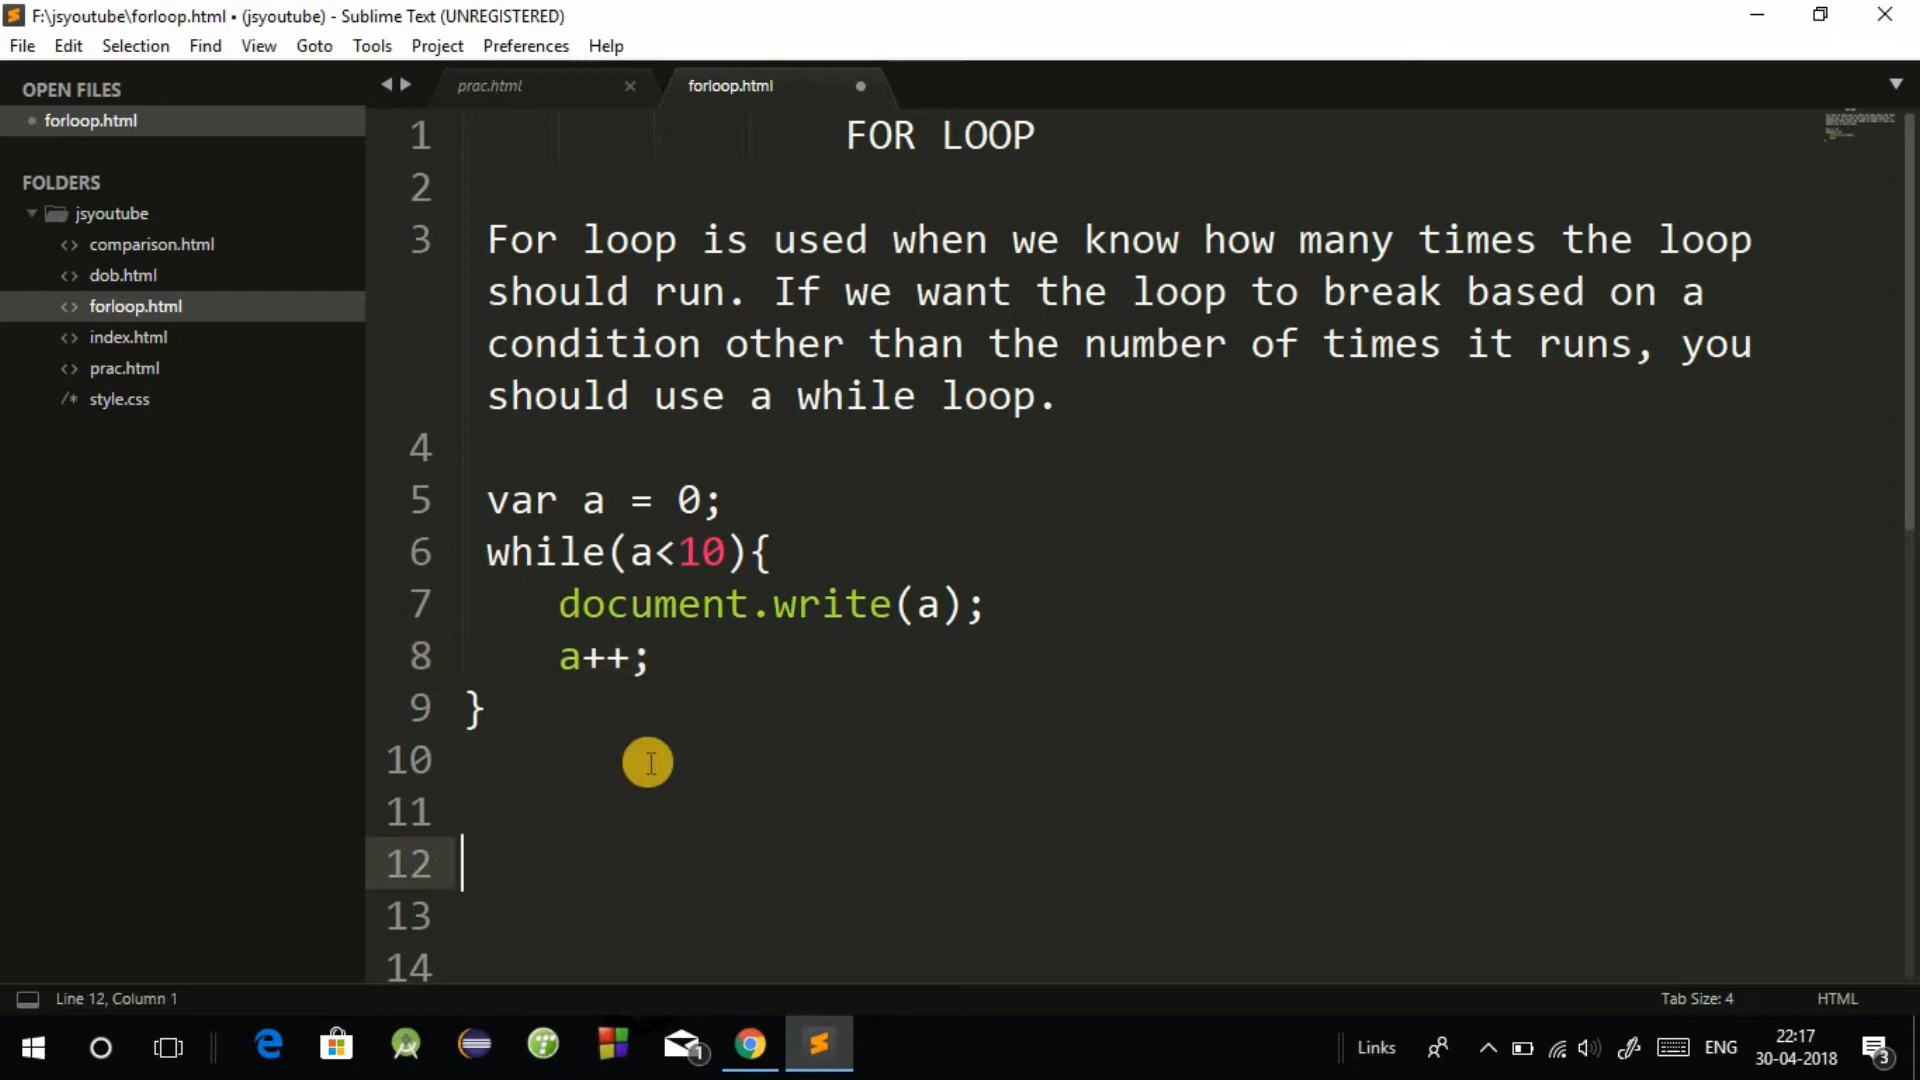 F:\jsyoutube\forloop.html • (jsyoutube) - Sublime Text (UNREGISTERED)
File Edit Selection Find View Goto Tools Project Preferences Help
OPEN FILES
forloop.html
FOLDERS
jsyoutube
comparison.html
dob.html
forloop.html
index.html
prac.html
/* style.css
prac.html forloop.html
1 FOR LOOP
2
3 For loop is used when we know how many times the loop
should run. If we want the loop to break based on a
condition other than the number of times it runs, you
should use a while loop.
4
5 var a = 0;
6 while(a<10){
7 document.write(a);
8 a++;
9 }
10
11
12
13
14
Line 12, Column 1 Tab Size: 4 HTML
1 Links ENG 22:17
30-04-2018 3